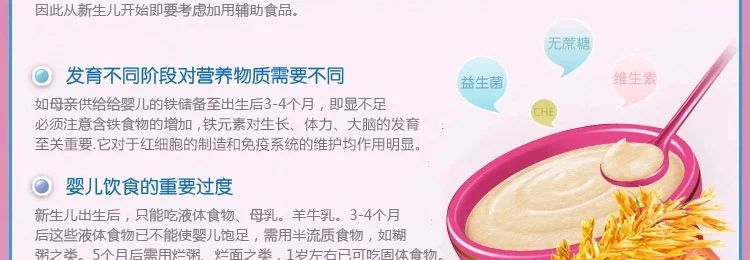 因此从新生儿开始即要考虑加用辅助食品。
无蔗糖
益生菌
维生素
CHE
发育不同阶段对营养物质需要不同
如母亲供给给婴儿的铁储备至出生后3-4个月，即显不足
必须注意含铁食物的增加，铁元素对生长、体力、大脑的发育
至关重要.它对于红细胞的制造和免疫系统的维护均作用明显。
婴儿饮食的重要过度
新生儿出生后，只能吃液体食物、母乳。羊牛乳。3-4个月
后这些液体食物已不能使婴儿饱足，需用半流质食物，如糊
粥之类。5个月后需用烂粥、烂面之类，1岁左右已可吃固体食物。